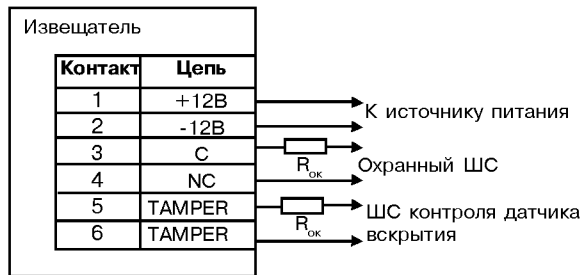 Извещатель
Контакт Цепь
1 +12В
2 -12В
3 С
4 NC
5 TAMPER
6 TAMPER
К источнику питания
Rок
Охранный ШС
Rок
ШС контроля датчика
вскрытия